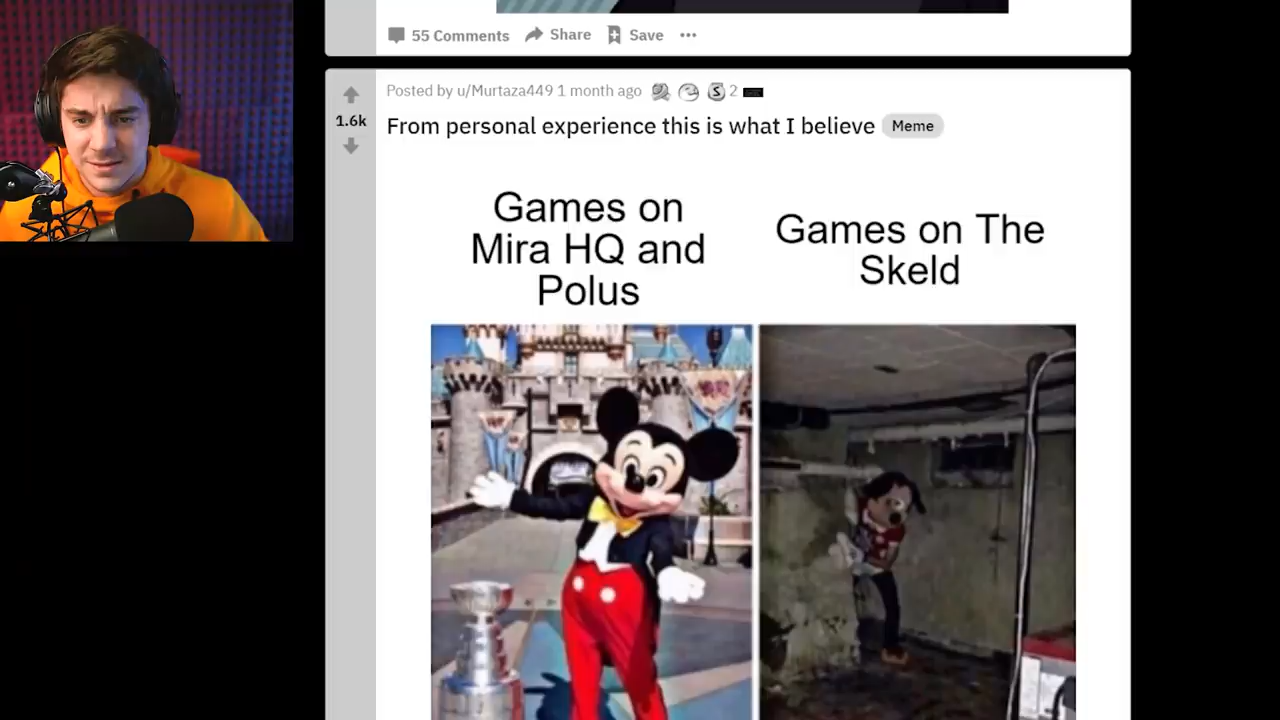 55 Comments Share Save
Posted by u/Murtaza449 1 month ago 2
1.6k
From personal experience this is what I believe Meme
Games on
Mira HQ and
Polus
Games on The
Skeld